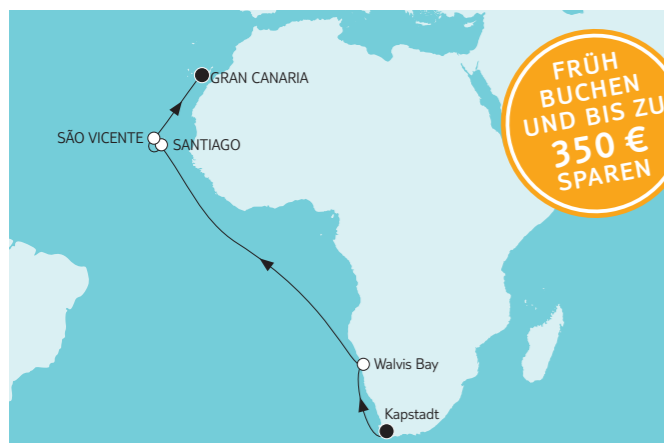 GRAN CANARIA
SÃO VICENTE
SANTIAGO
Walvis Bay
Kapstadt
FRÜH
BUCHEN
UND BIS ZU
350 €
SPAREN